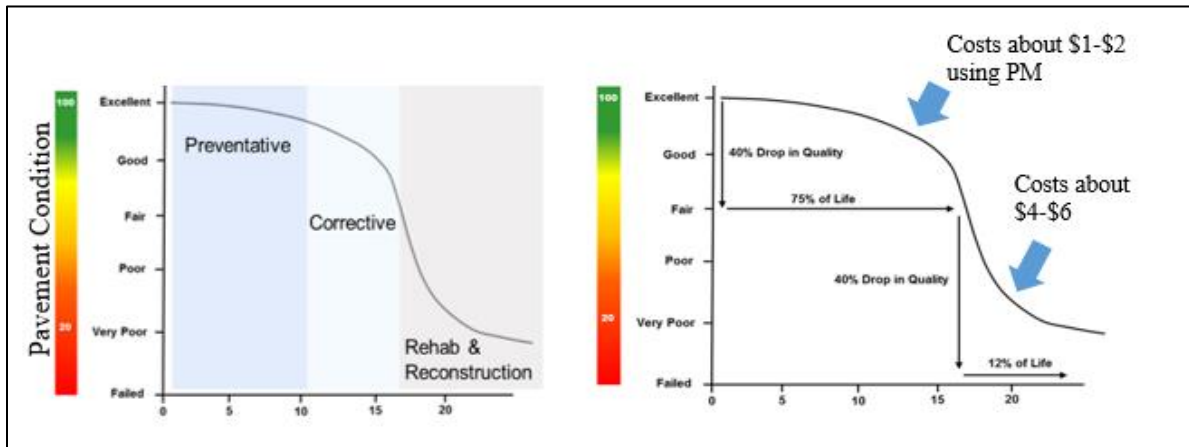 Pavement Condition
100
20
Excellent
Good
Fair
Poor
Very Poor
Failed
Preventative
Corrective
Rehab &
Reconstruction
0
5
10
15
20
Costs about $1-$2
using PM
100
20
Excellent
Good
Fair
Poor
Very Poor
Failed
40% Drop in Quality
75% of Life
Costs about
$4-$6
40% Drop in Quality
12% of Life
0
5
10
15
20